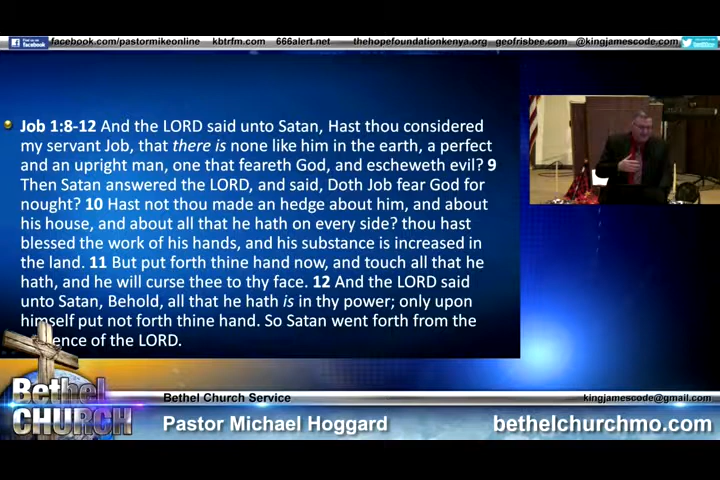 Find us on facebook facebook.com/pastormikeonline kbtrfm.com 666alert.net thehopefoundationkenya.org geofrisbee.com @kingjamescode.com
Job 1:8-12 And the LORD said unto Satan, Hast thou considered
my servant Job, that there is none like him in the earth, a perfect
and an upright man, one that feareth God, and escheweth evil? 9
Then Satan answered the LORD, and said, Doth Job fear God for
nought? 10 Hast not thou made an hedge about him, and about
his house, and about all that he hath on every side? thou hast
blessed the work of his hands, and his substance is increased in
the land. 11 But put forth thine hand now, and touch all that he
hath, and he will curse thee to thy face. 12 And the LORD said
unto Satan, Behold, all that he hath is in thy power; only upon
himself put not forth thine hand. So Satan went forth from the
ence of the LORD.
Bethel
CHURCH
Bethel Church Service
kingjamescode@gmail.com
Pastor Michael Hoggard
bethelchurchmo.com